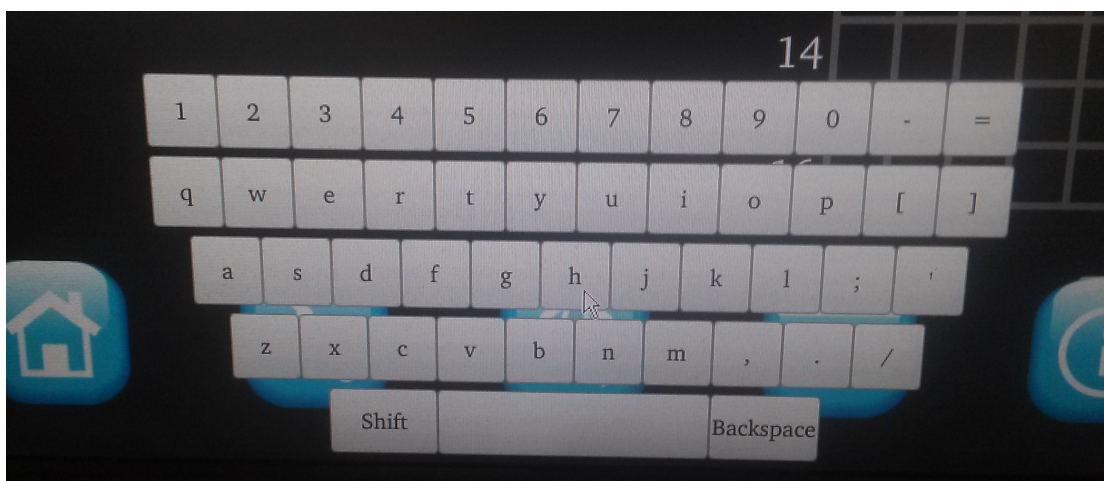 14
1 2 3 4 5 6 7 8 9 0 - =
q w e r t y u i o p [ ]
a s d f g h j k l ; '
z x c v b n m , . /
Shift Backspace